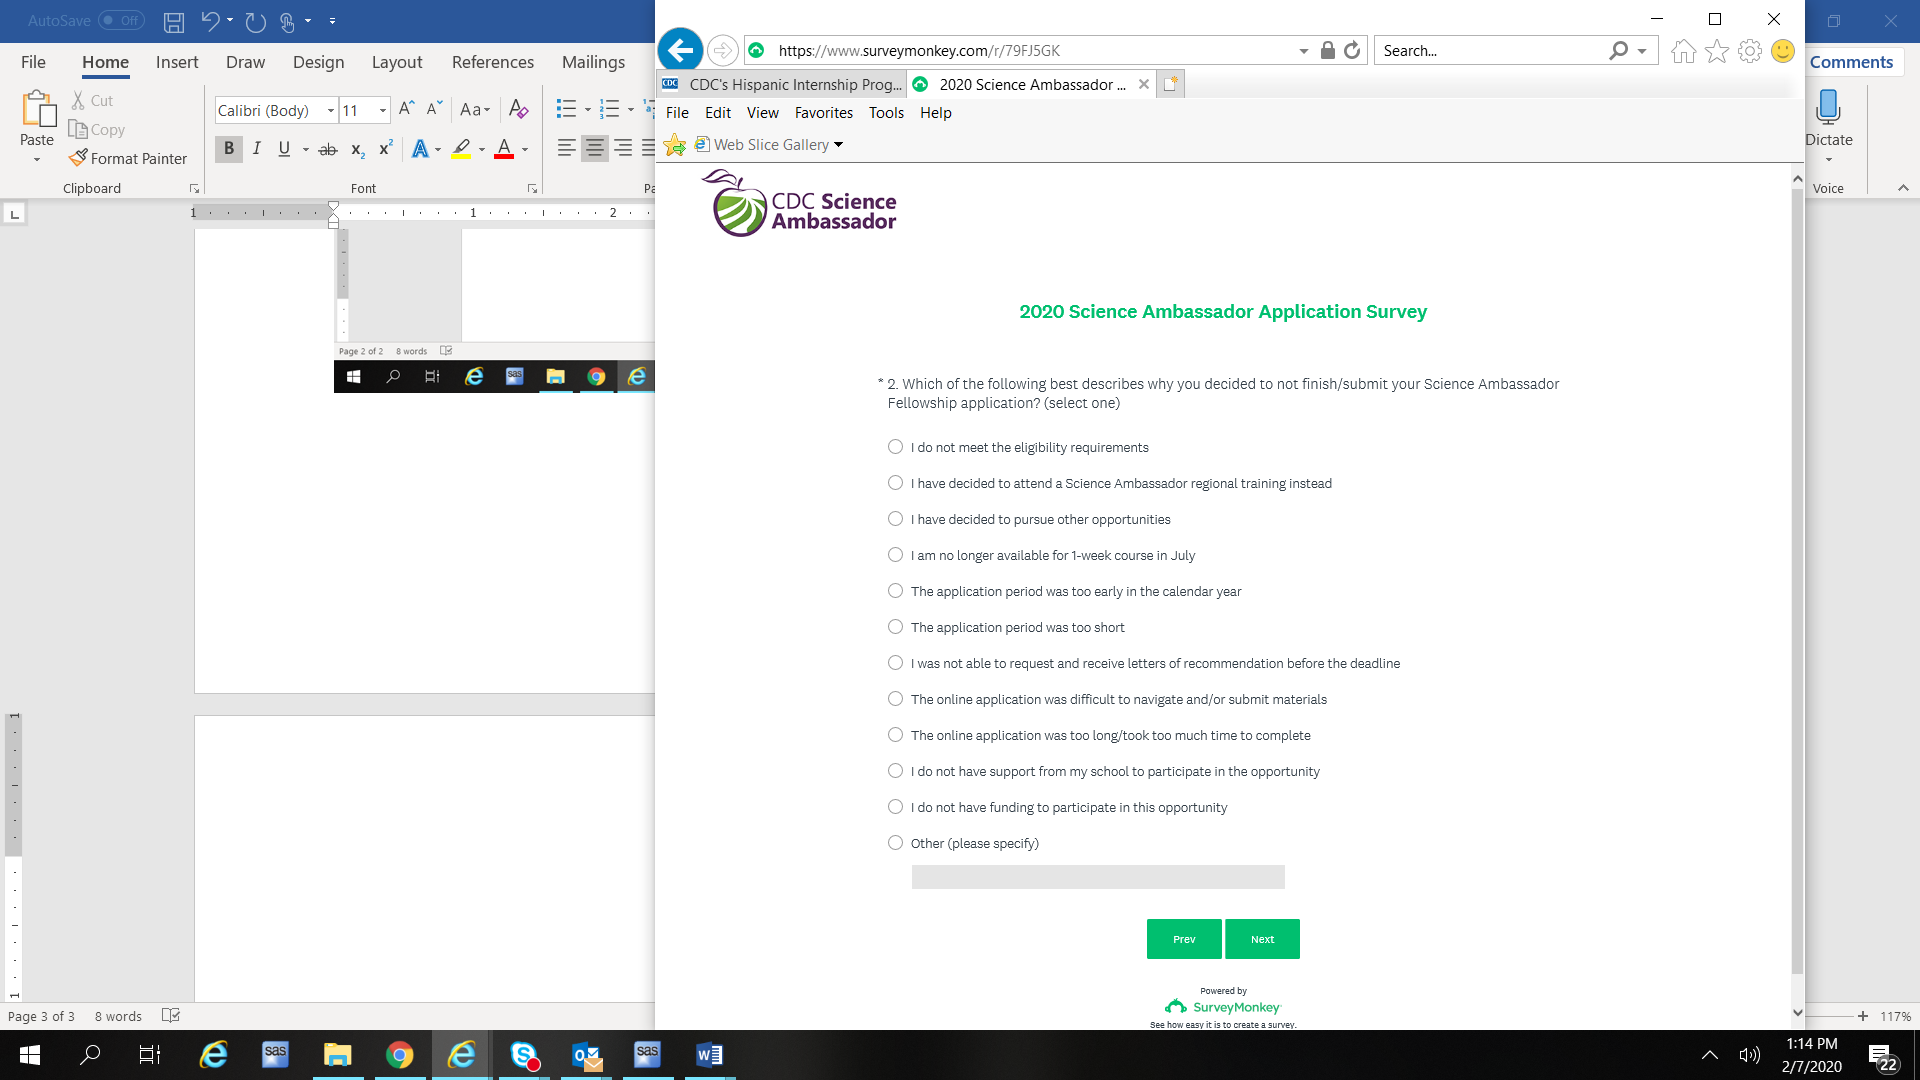 AutoSave Off
File Home Insert Draw Design Layout References Mailings
Comments
Paste
Cut
Copy
Format Painter
Clipboard
Calibri (Body) 11
Font
Dictate
Voice
1 1 2
Page 2 of 2 8 words
sas
https://www.surveymonkey.com/r/79FJ5GK
Search...
CDC CDC's Hispanic Internship Prog...
2020 Science Ambassador ...
File Edit View Favorites Tools Help
Web Slice Gallery
CDC Science
Ambassador
2020 Science Ambassador Application Survey
* 2. Which of the following best describes why you decided to not finish/submit your Science Ambassador
Fellowship application? (select one)
I do not meet the eligibility requirements
I have decided to attend a Science Ambassador regional training instead
I have decided to pursue other opportunities
I am no longer available for 1-week course in July
The application period was too early in the calendar year
The application period was too short
I was not able to request and receive letters of recommendation before the deadline
The online application was difficult to navigate and/or submit materials
The online application was too long/took too much time to complete
I do not have support from my school to participate in the opportunity
I do not have funding to participate in this opportunity
Other (please specify)
Prev Next
Powered by
SurveyMonkey
See how easy it is to create a survey.
Page 3 of 3 8 words
117%
sas sas
1:14 PM
2/7/2020
22